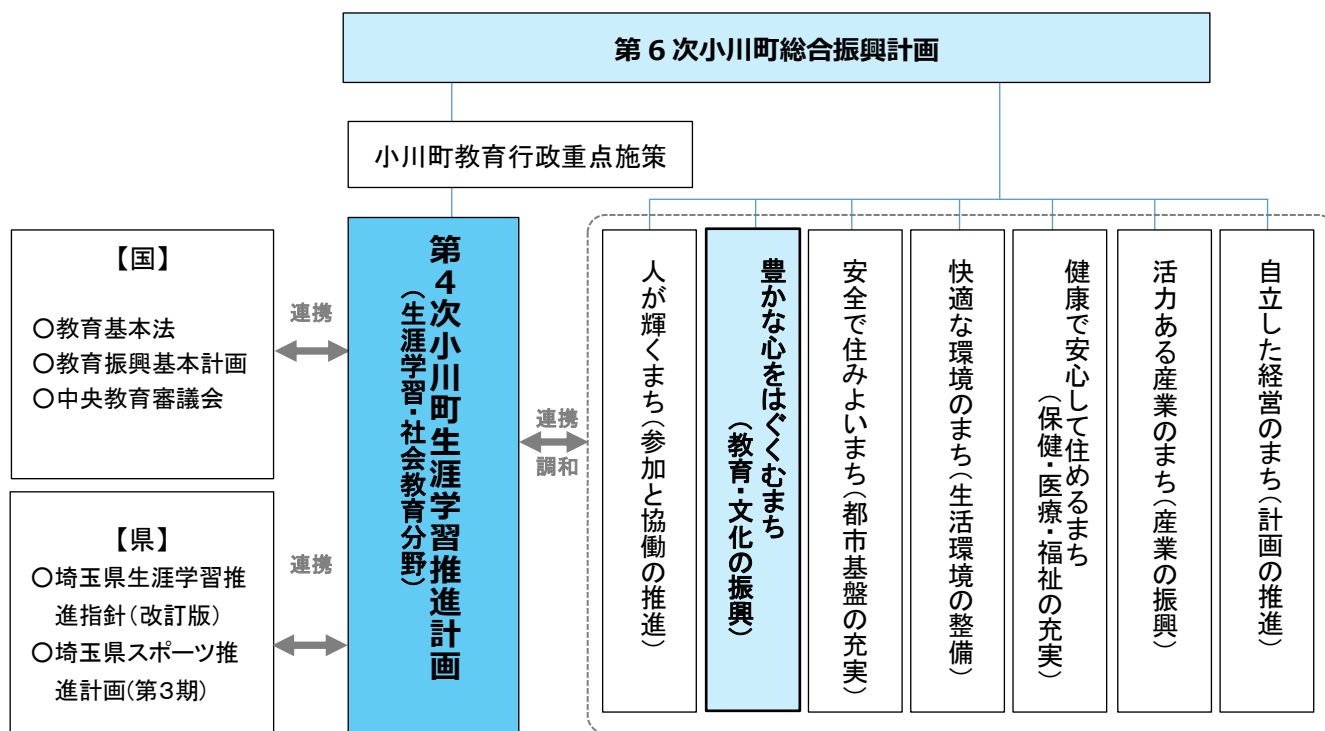 第6次小川町総合振興計画
小川町教育行政重点施策
【国】
○教育基本法
○教育振興基本計画
○中央教育審議会
連携
【県】
○埼玉県生涯学習推
進指針(改訂版)
○埼玉県スポーツ推
進計画(第3期)
連携
第4次小川町生涯学習推進計画
(生涯学習・社会教育分野)
連携
調和
人が輝くまち(参加と協働の推進)
豊かな心をはぐくむまち
(教育・文化の振興)
安全で住みよいまち(都市基盤の充実)
快適な環境のまち(生活環境の整備)
健康で安心して住めるまち
(保健・医療・福祉の充実)
活力ある産業のまち(産業の振興)
自立した経営のまち(計画の推進)